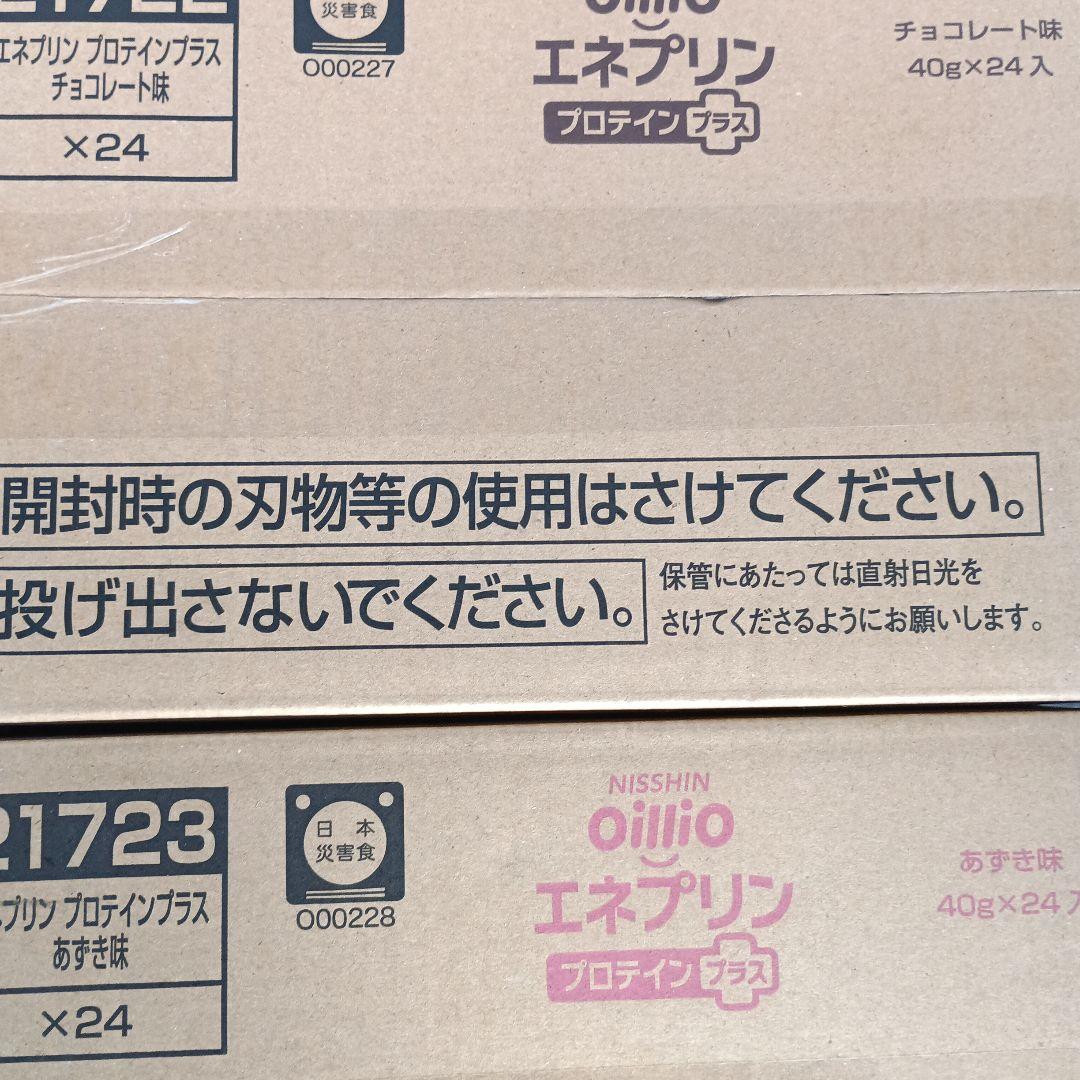 21722
エネプリン プロテインプラス
チョコレート味
×24
災害食
000227
oillio
エネプリン
プロテイン プラス
チョコレート味
40g×24入
開封時の刃物等の使用はさけてください。
投げ出さないでください。
保管にあたっては直射日光を
さけてくださるようにお願いします。
21723
ネプリン プロテインプラス
あずき味
×24
日本
災害食
000228
NISSHIN
oillio
エネプリン
プロテイン プラス
あずき味
40g×24入